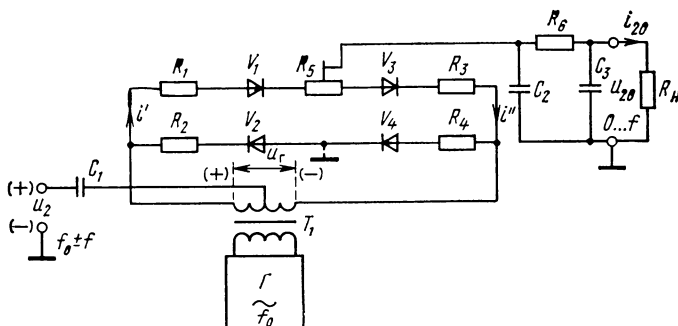 R₆ i₂₀
R₁ V₁ R₅ V₃ R₃
C₂ C₃ u₂₀ Rн
i' R₂ V₂ V₄ R₄ i"
0...f
uг
(+) (−)
(+) C₁
u₂
(−) f₀±f
T₁
Г
~
f₀